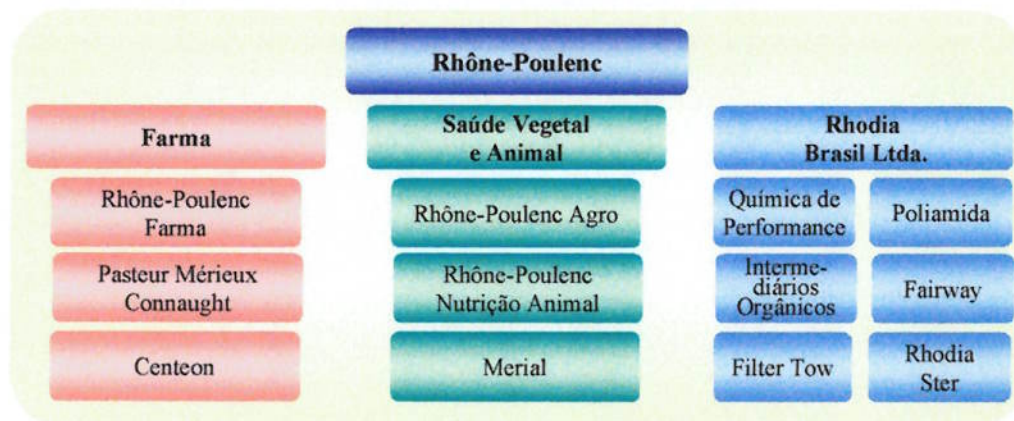 Rhône-Poulenc
Farma
Rhône-Poulenc
Farma
Pasteur Mérieux
Connaught
Centeon
Saúde Vegetal
e Animal
Rhône-Poulenc Agro
Rhône-Poulenc
Nutrição Animal
Merial
Rhodia
Brasil Ltda.
Química de
Performance
Poliamida
Interme-
diários
Orgânicos
Fairway
Filter Tow
Rhodia
Ster